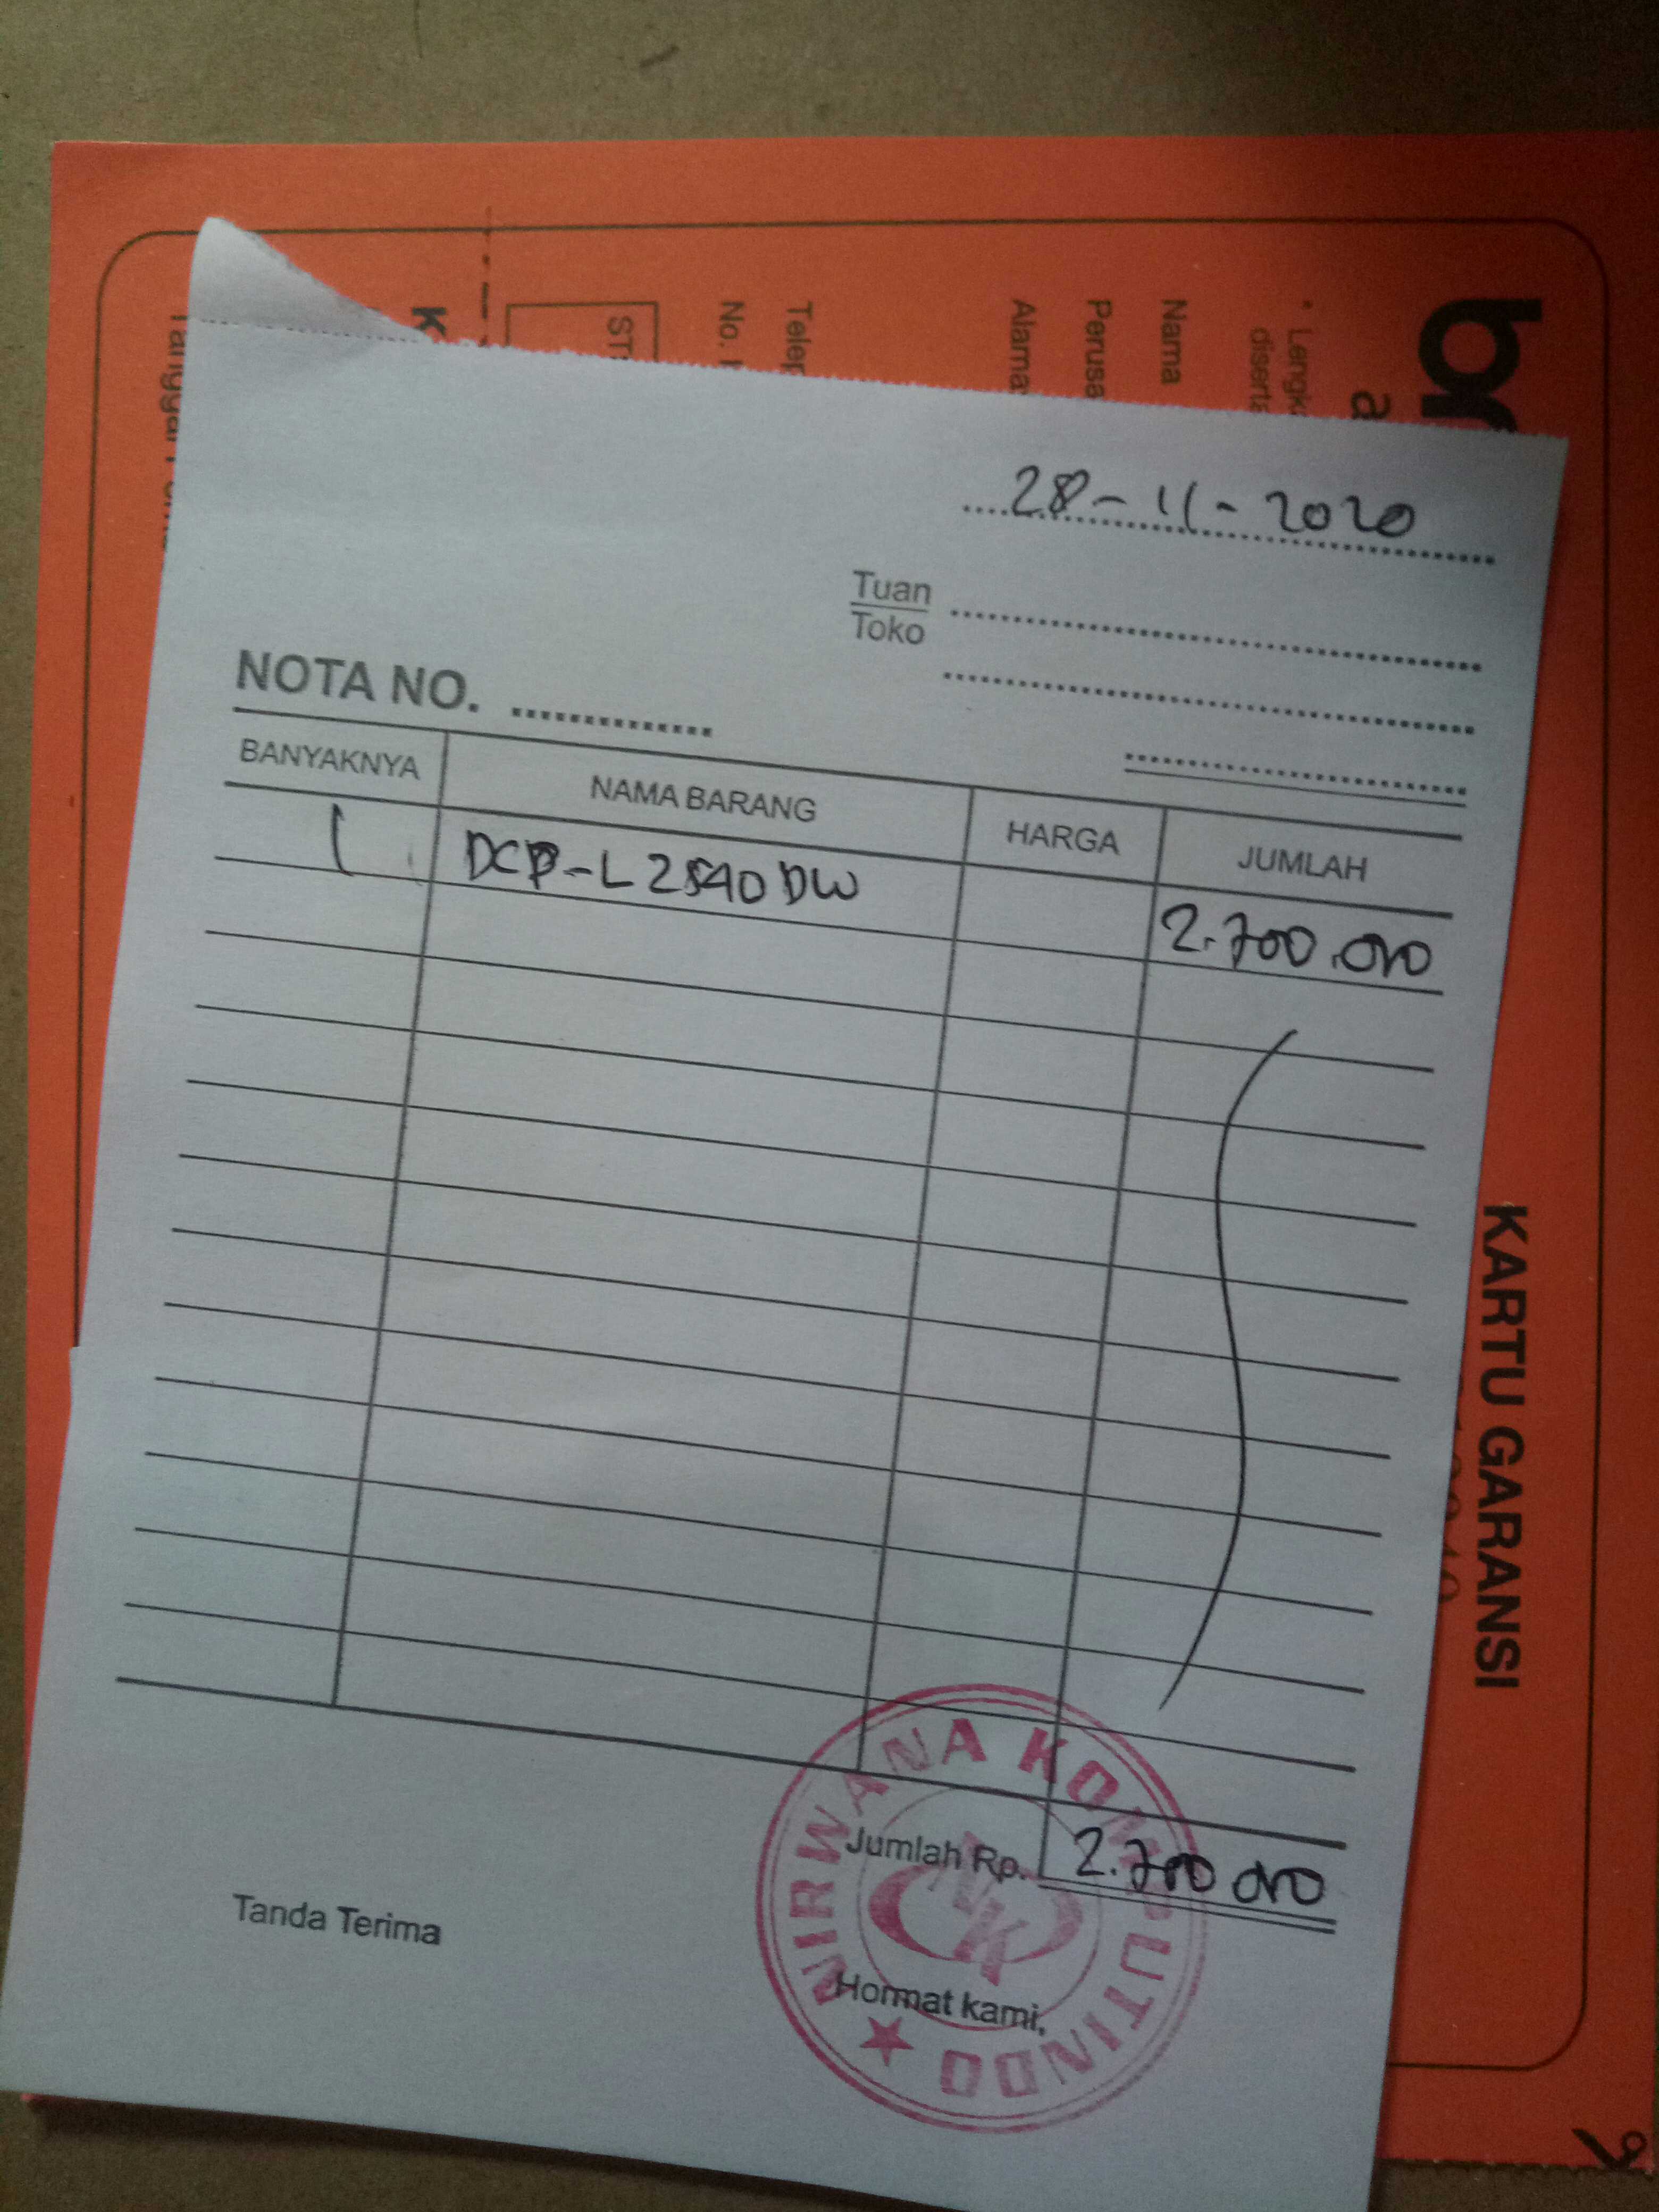 28-11-2020
Tuan
Toko
NOTA NO.
BANYAKNYA NAMA BARANG HARGA JUMLAH
1 DCP-L2540DW 2.700.000
Jumlah Rp. 2.700.000
Tanda Terima
Hormat kami,
NIRWANA KOMPUTINDO
NK
KARTU GARANSI
Nama
No.